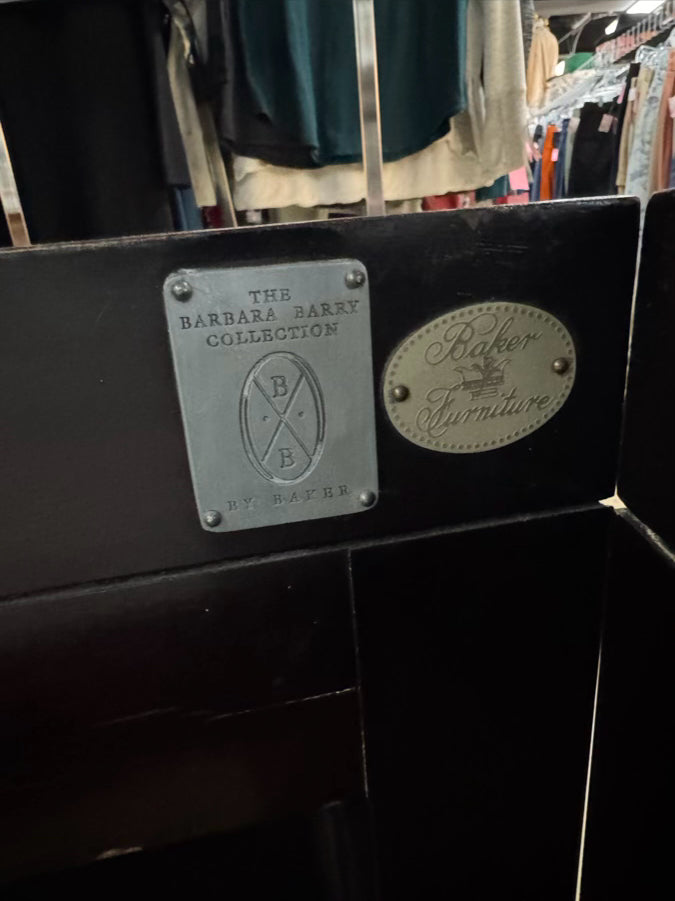 THE
BARBARA BARRY
COLLECTION
B
B
BY BAKER
Baker
Furniture